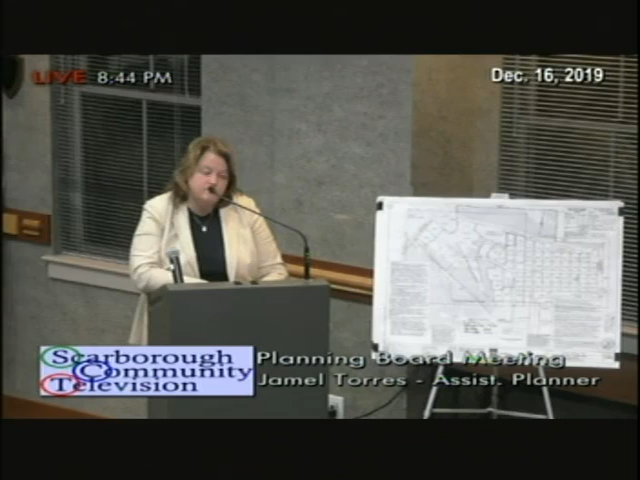 LIVE 8:44 PM
Dec. 16, 2019
Scarborough
Community
Television
Planning Board Meeting
Jamel Torres - Assist. Planner